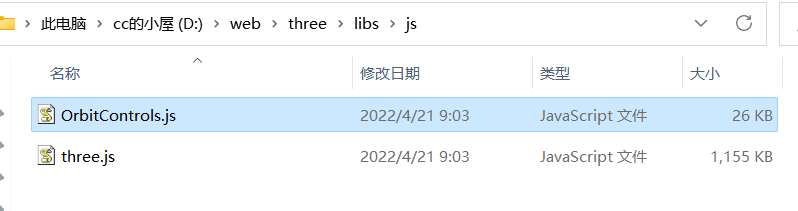 此电脑 > cc的小屋 (D:) > web > three > libs > js
名称 修改日期 类型 大小
OrbitControls.js 2022/4/21 9:03 JavaScript 文件 26 KB
three.js 2022/4/21 9:03 JavaScript 文件 1,155 KB